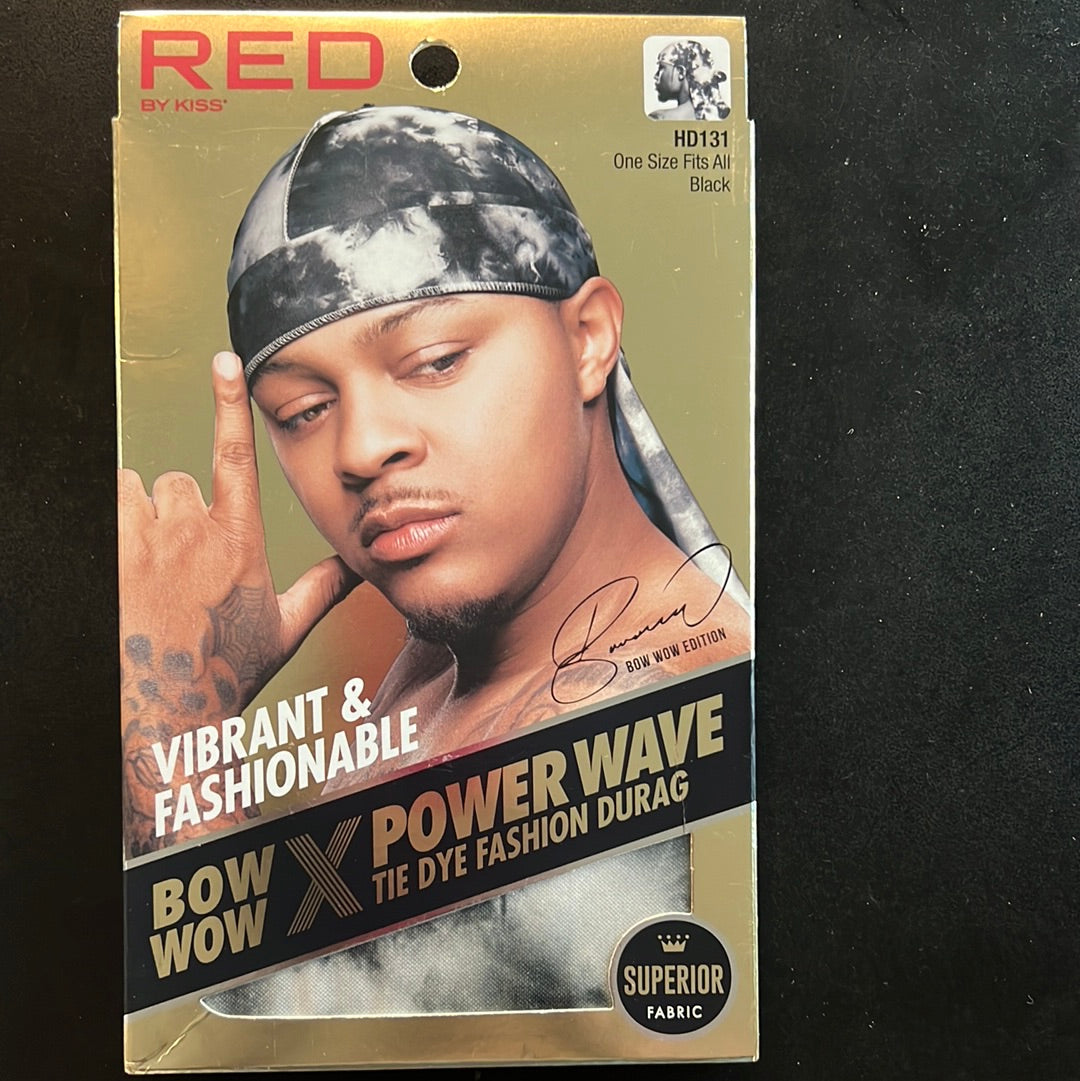 RED
BY KISS®
HD131
One Size Fits All
Black
BOW WOW EDITION
VIBRANT &
FASHIONABLE
BOW
WOW
X
POWER WAVE
TIE DYE FASHION DURAG
SUPERIOR
FABRIC